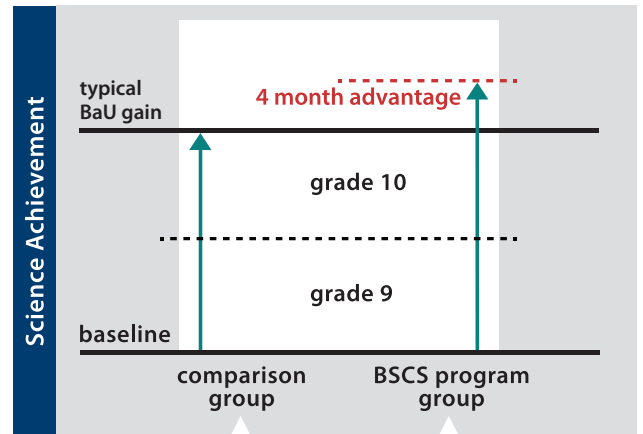 Science Achievement
typical
BaU gain
4 month advantage
grade 10
grade 9
baseline
comparison
group
BSCS program
group